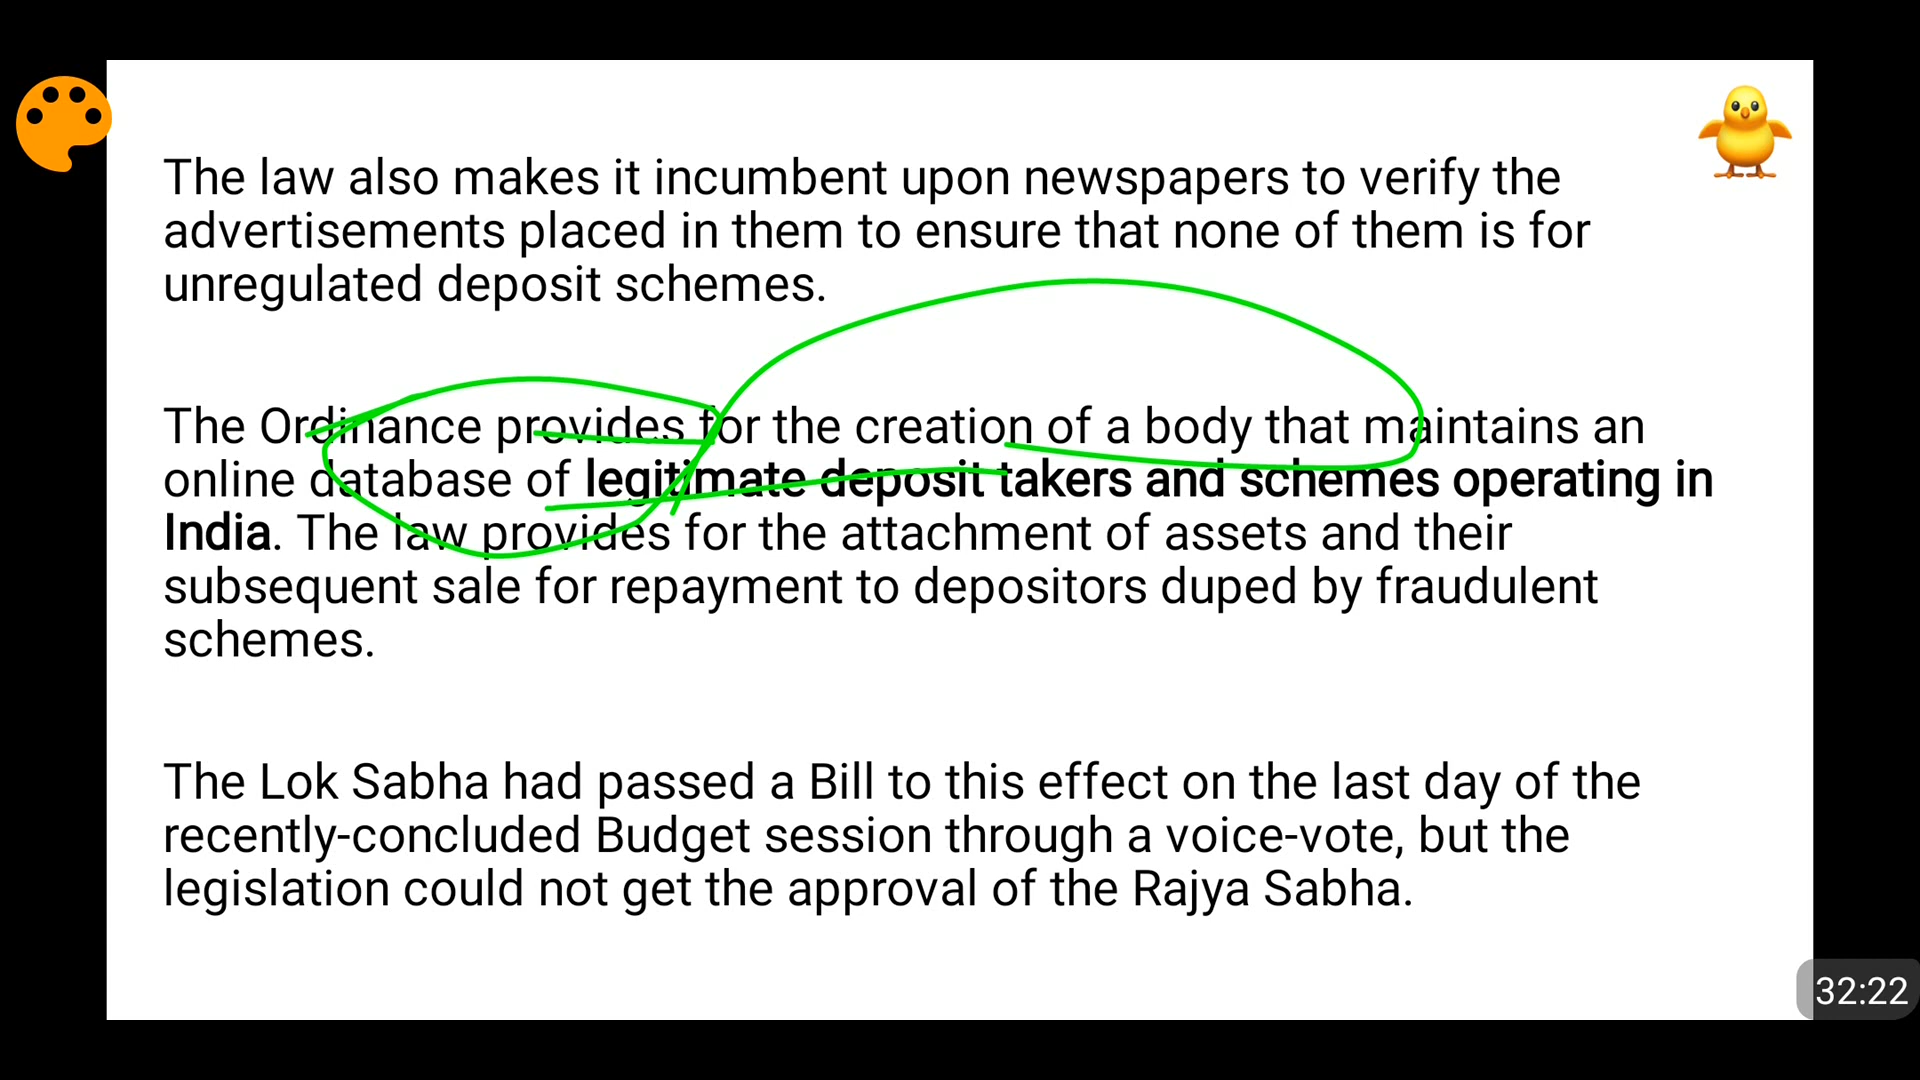 The law also makes it incumbent upon newspapers to verify the
advertisements placed in them to ensure that none of them is for
unregulated deposit schemes.
The Ordinance provides for the creation of a body that maintains an
online database of legitimate deposit takers and schemes operating in
India. The law provides for the attachment of assets and their
subsequent sale for repayment to depositors duped by fraudulent
schemes.
The Lok Sabha had passed a Bill to this effect on the last day of the
recently-concluded Budget session through a voice-vote, but the
legislation could not get the approval of the Rajya Sabha.
32:22